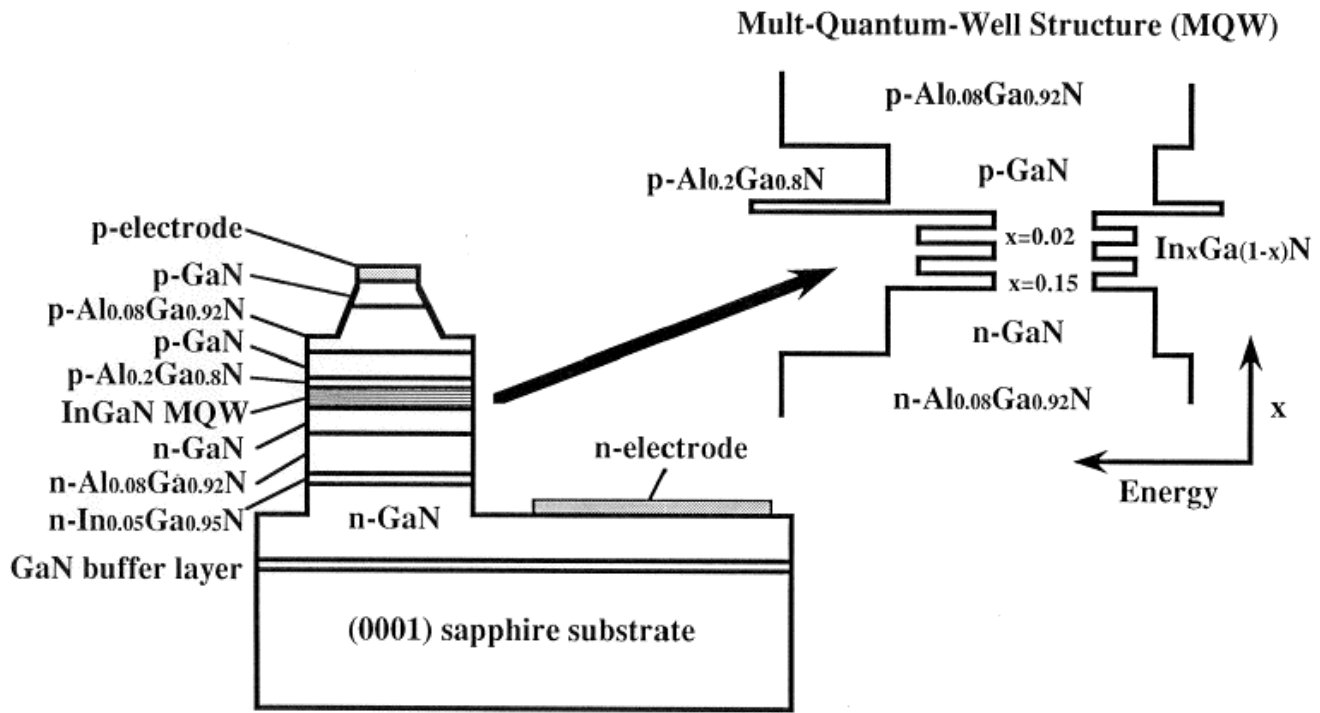 Mult-Quantum-Well Structure (MQW)
p-Al0.08Ga0.92N
p-Al0.2Ga0.8N
p-GaN
x=0.02
InxGa(1-x)N
x=0.15
n-GaN
n-Al0.08Ga0.92N
x
Energy
p-electrode
p-GaN
p-Al0.08Ga0.92N
p-GaN
p-Al0.2Ga0.8N
InGaN MQW
n-GaN
n-Al0.08Ga0.92N
n-In0.05Ga0.95N
n-GaN
n-electrode
GaN buffer layer
(0001) sapphire substrate